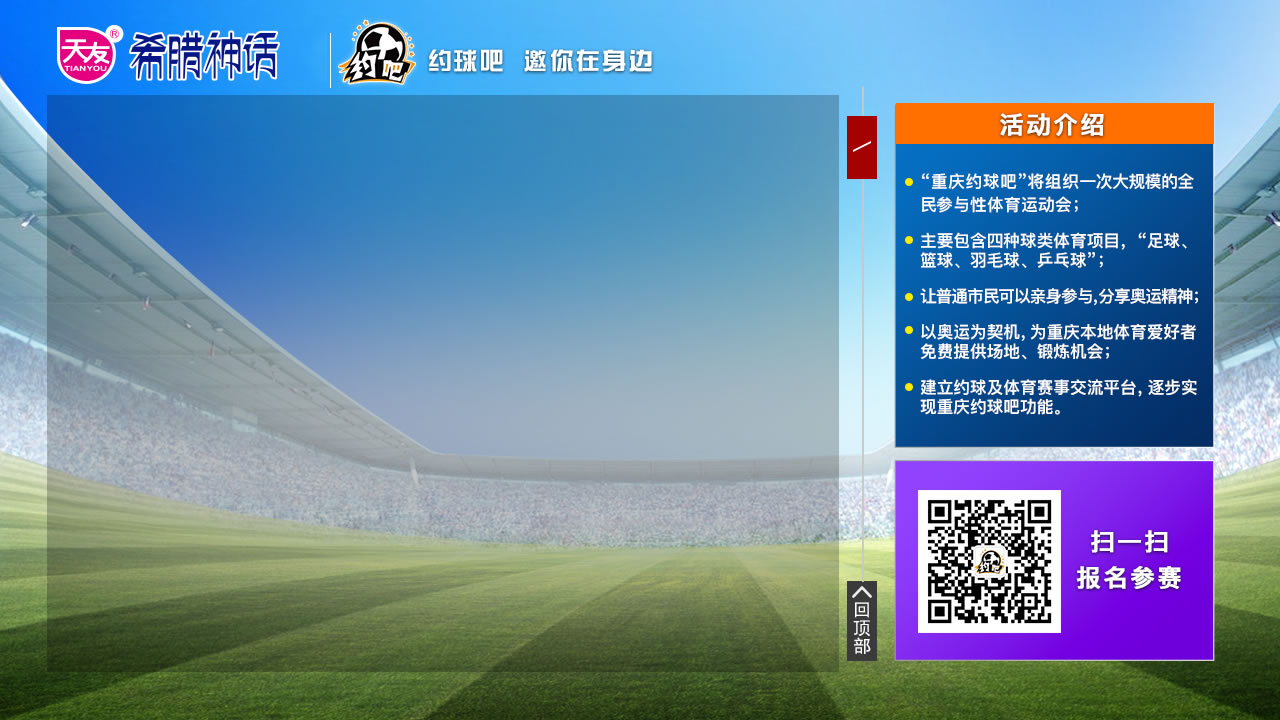 天友®
TIANYOU
希腊神话
约吧
约球吧 邀你在身边
活动介绍
“重庆约球吧”将组织一次大规模的全
民参与性体育运动会；
主要包含四种球类体育项目，“足球、
篮球、羽毛球、乒乓球”；
让普通市民可以亲身参与,分享奥运精神；
以奥运为契机，为重庆本地体育爱好者
免费提供场地、锻炼机会；
建立约球及体育赛事交流平台，逐步实
现重庆约球吧功能。
扫一扫
报名参赛
回顶部